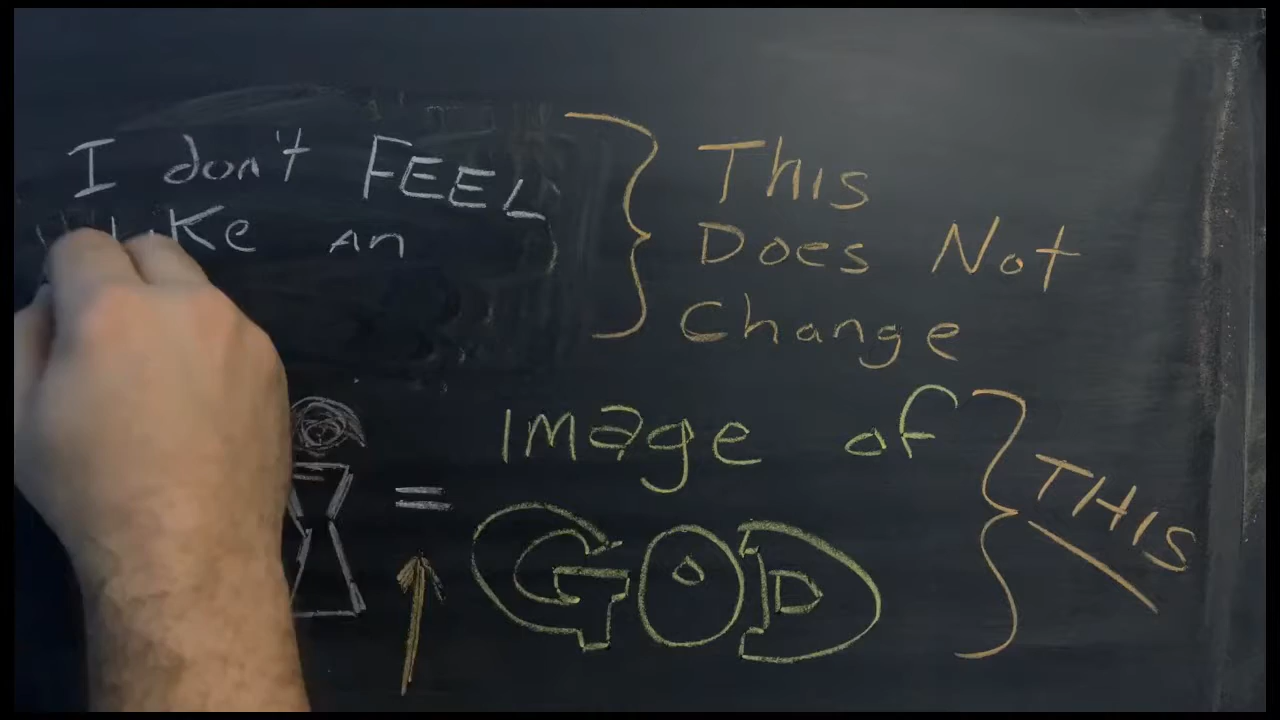 I don't FEEL
like an
This
Does Not
Change
Image of
=
GOD
THIS